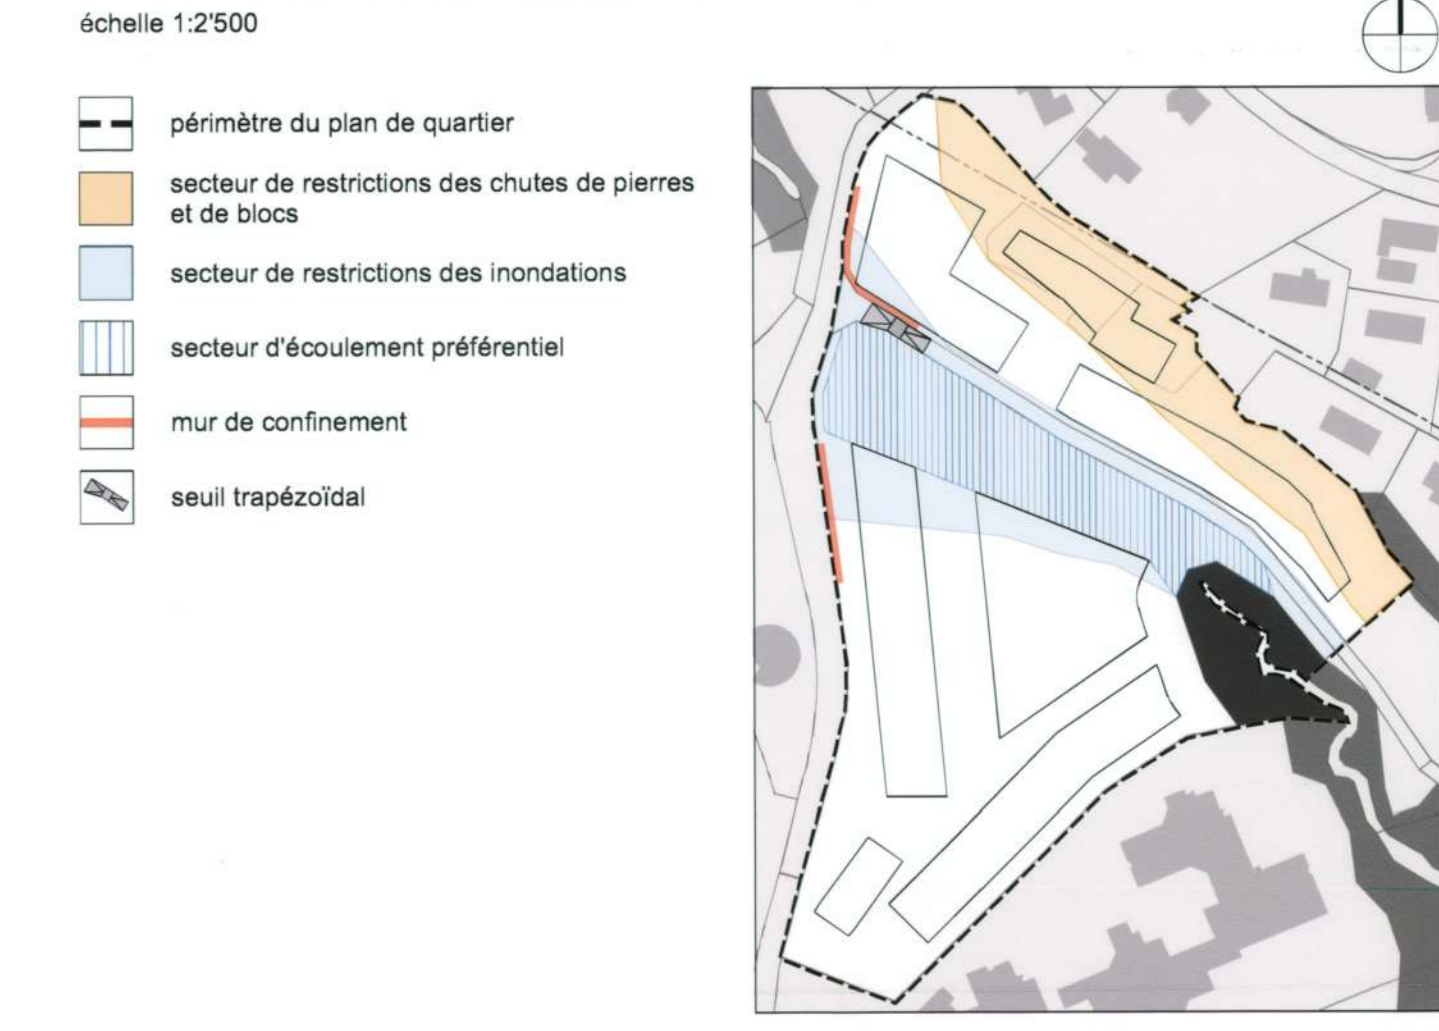 échelle 1:2'500
périmètre du plan de quartier
secteur de restrictions des chutes de pierres
et de blocs
secteur de restrictions des inondations
secteur d'écoulement préférentiel
mur de confinement
seuil trapézoïdal